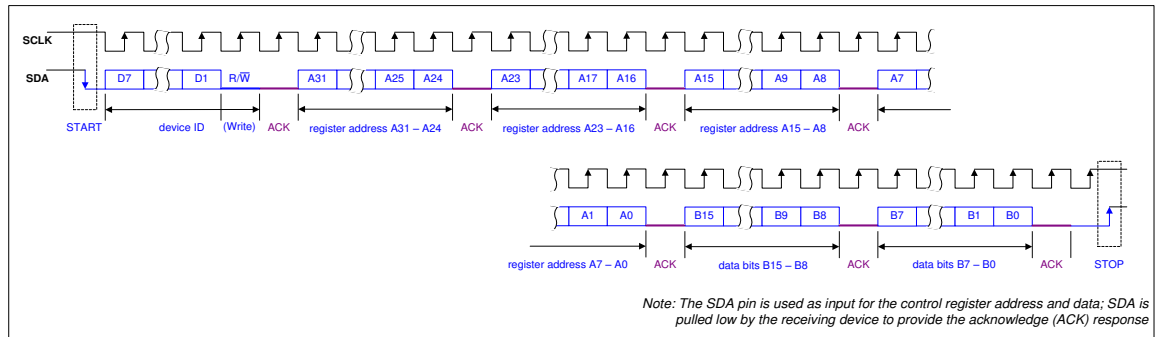 SCLK
SDA D7 D1 R/W̅ A31 A25 A24 A23 A17 A16 A15 A9 A8 A7
START device ID (Write) ACK register address A31 – A24 ACK register address A23 – A16 ACK register address A15 – A8 ACK
A1 A0 B15 B9 B8 B7 B1 B0
register address A7 – A0 ACK data bits B15 – B8 ACK data bits B7 – B0 ACK STOP
Note: The SDA pin is used as input for the control register address and data; SDA is
pulled low by the receiving device to provide the acknowledge (ACK) response